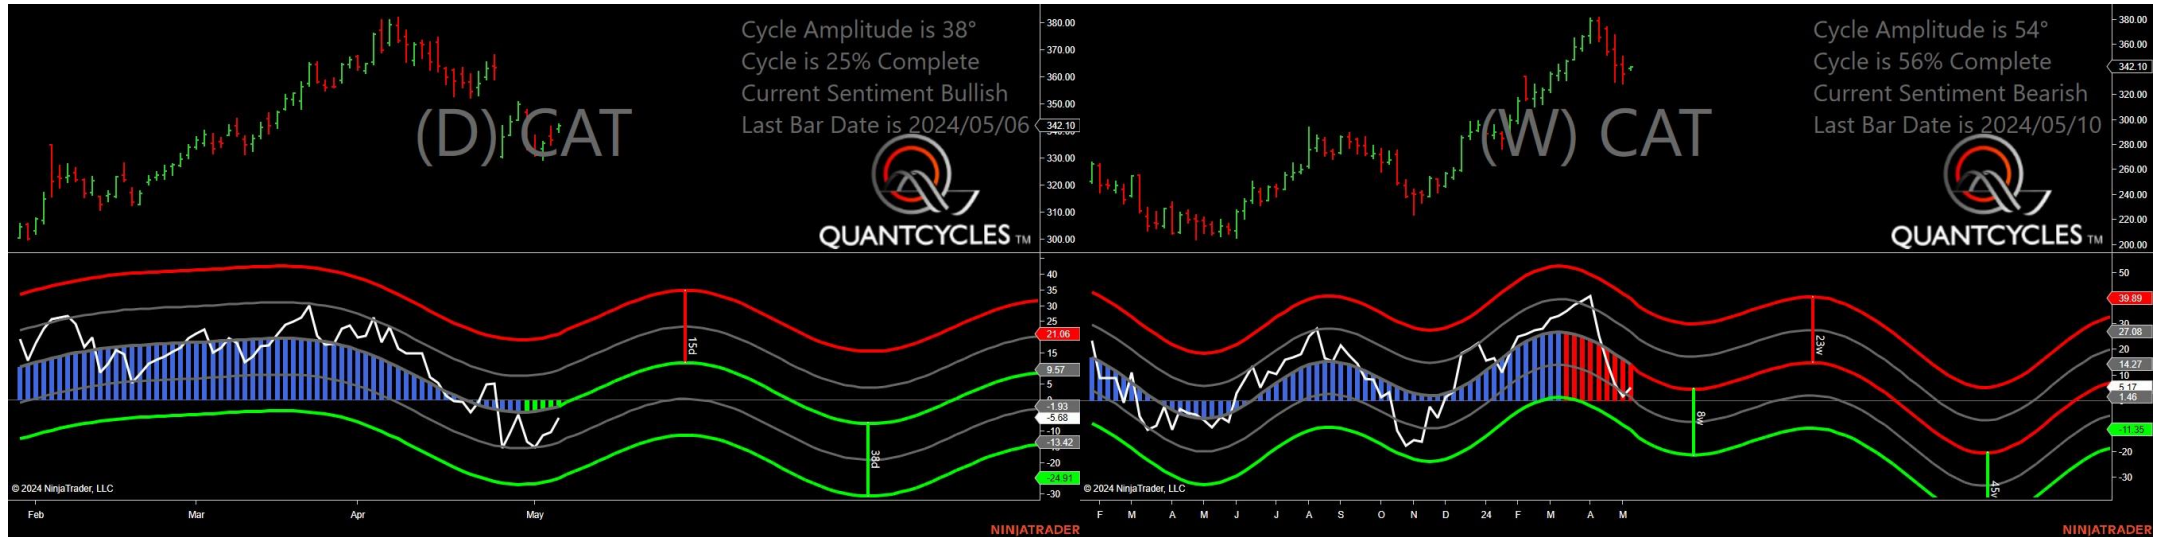 Cycle Amplitude is 38°
Cycle is 25% Complete
Current Sentiment Bullish
Last Bar Date is 2024/05/06
(D) CAT
QUANTCYCLES TM
380.00
370.00
360.00
350.00
342.10
330.00
320.00
310.00
300.00
40
35
30
25
21.06
15
9.57
5
-1.93
-5.68
-10
-13.42
-20
-24.91
-30
15d
38d
© 2024 NinjaTrader, LLC
Feb Mar Apr May
NINJATRADER
Cycle Amplitude is 54°
Cycle is 56% Complete
Current Sentiment Bearish
Last Bar Date is 2024/05/10
(W) CAT
QUANTCYCLES TM
380.00
360.00
342.10
320.00
300.00
280.00
260.00
240.00
220.00
200.00
50
39.89
27.08
20
14.27
10
5.17
1.46
-11.35
-20
-30
23w
8w
© 2024 NinjaTrader, LLC
F M A M J J A S O N D 24 F M A M
NINJATRADER